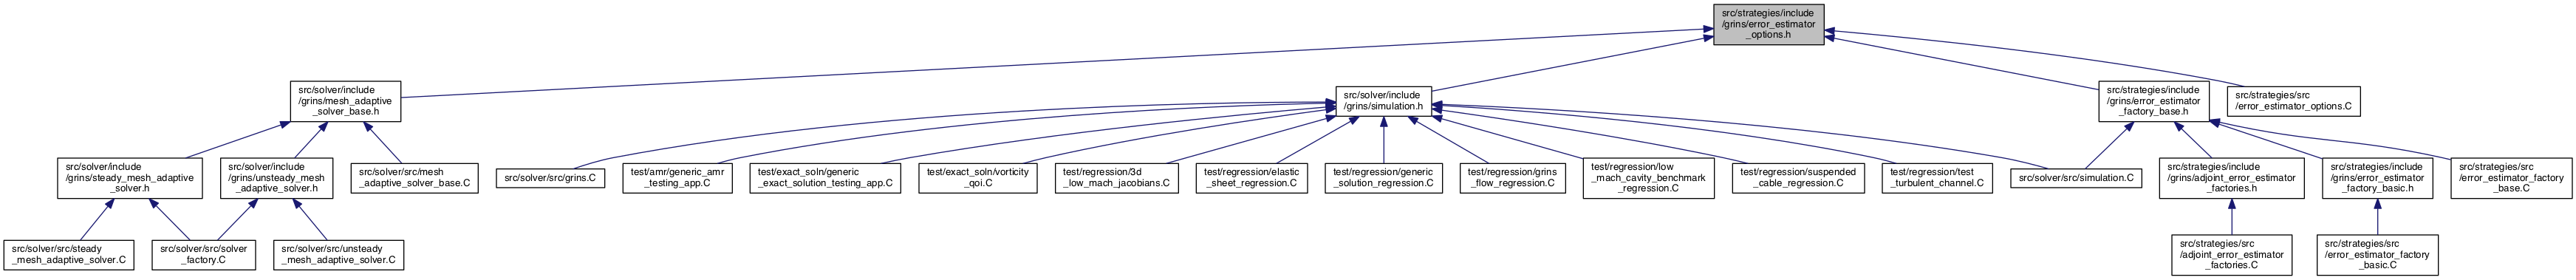 src/strategies/include
/grins/error_estimator
_options.h
src/solver/include
/grins/mesh_adaptive
_solver_base.h
src/solver/include
/grins/simulation.h
src/strategies/include
/grins/error_estimator
_factory_base.h
src/strategies/src
/error_estimator_options.C
src/solver/include
/grins/steady_mesh_adaptive
_solver.h
src/solver/include
/grins/unsteady_mesh
_adaptive_solver.h
src/solver/src/mesh
_adaptive_solver_base.C
src/solver/src/grins.C
test/amr/generic_amr
_testing_app.C
test/exact_soln/generic
_exact_solution_testing_app.C
test/exact_soln/vorticity
_qoi.C
test/regression/3d
_low_mach_jacobians.C
test/regression/elastic
_sheet_regression.C
test/regression/generic
_solution_regression.C
test/regression/grins
_flow_regression.C
test/regression/low
_mach_cavity_benchmark
_regression.C
test/regression/suspended
_cable_regression.C
test/regression/test
_turbulent_channel.C
src/solver/src/simulation.C
src/strategies/include
/grins/adjoint_error_estimator
_factories.h
src/strategies/include
/grins/error_estimator
_factory_basic.h
src/strategies/src
/error_estimator_factory
_base.C
src/solver/src/steady
_mesh_adaptive_solver.C
src/solver/src/solver
_factory.C
src/solver/src/unsteady
_mesh_adaptive_solver.C
src/strategies/src
/adjoint_error_estimator
_factories.C
src/strategies/src
/error_estimator_factory
_basic.C